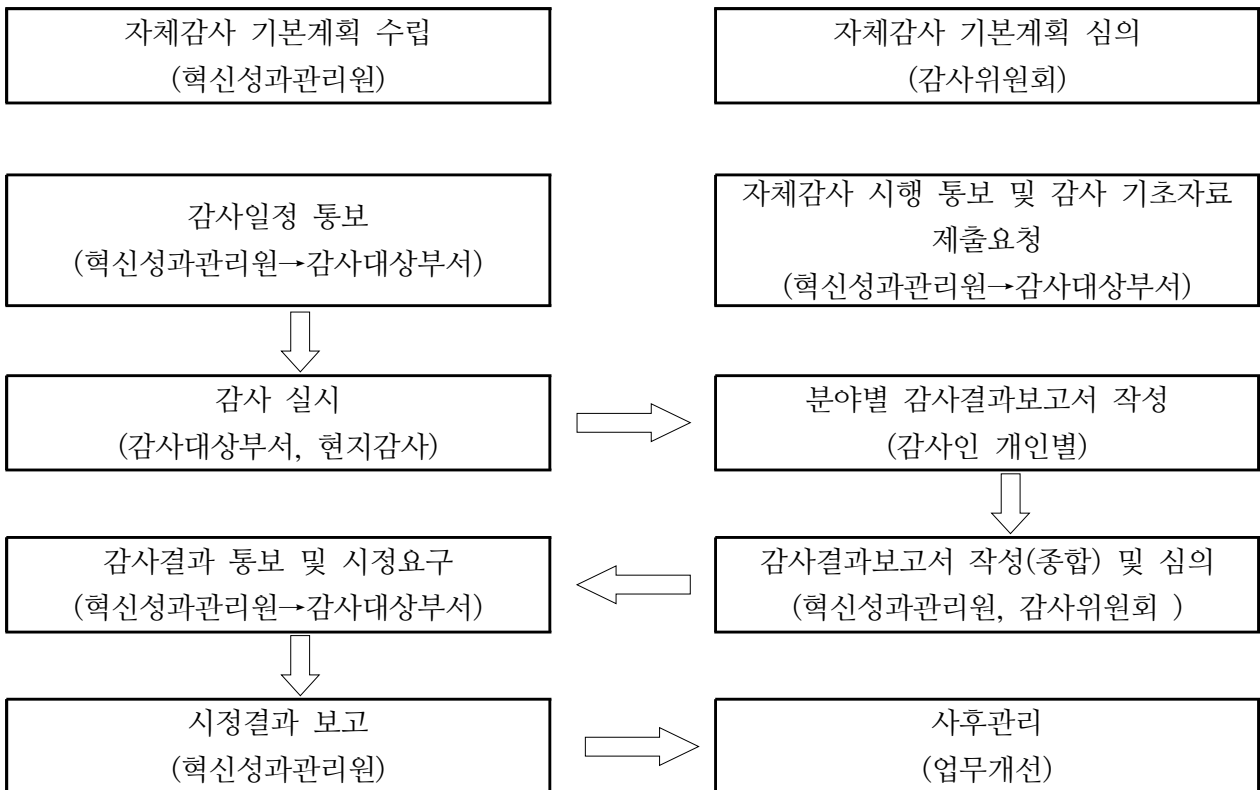 자체감사 기본계획 수립
(혁신성과관리원)
자체감사 기본계획 심의
(감사위원회)
감사일정 통보
(혁신성과관리원→감사대상부서)
자체감사 시행 통보 및 감사 기초자료
제출요청
(혁신성과관리원→감사대상부서)
감사 실시
(감사대상부서, 현지감사)
분야별 감사결과보고서 작성
(감사인 개인별)
감사결과 통보 및 시정요구
(혁신성과관리원→감사대상부서)
감사결과보고서 작성(종합) 및 심의
(혁신성과관리원, 감사위원회 )
시정결과 보고
(혁신성과관리원)
사후관리
(업무개선)